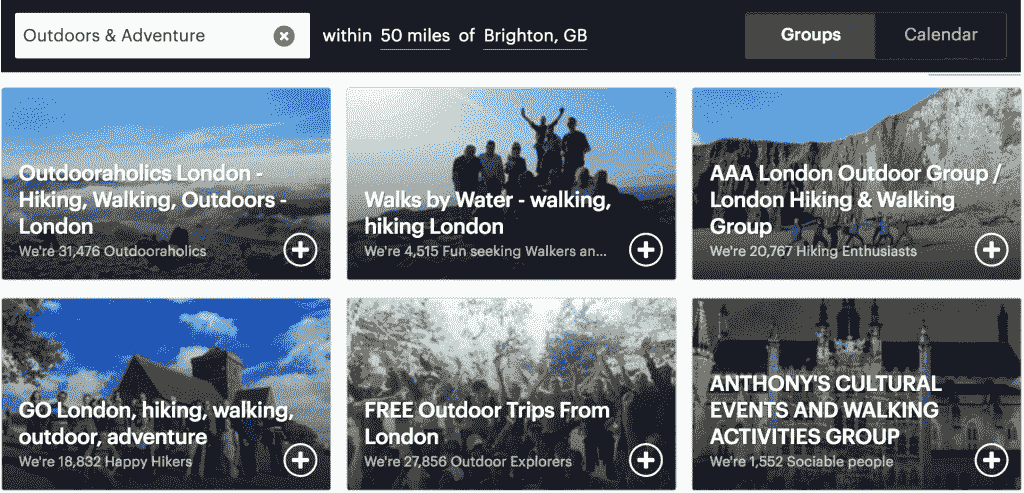 Outdoors & Adventure within 50 miles of Brighton, GB Groups Calendar
Outdooraholics London -
Hiking, Walking, Outdoors -
London
We're 31,476 Outdooraholics
Walks by Water - walking,
hiking London
We're 4,515 Fun seeking Walkers an...
AAA London Outdoor Group /
London Hiking & Walking
Group
We're 20,767 Hiking Enthusiasts
GO London, hiking, walking,
outdoor, adventure
We're 18,832 Happy Hikers
FREE Outdoor Trips From
London
We're 27,856 Outdoor Explorers
ANTHONY'S CULTURAL
EVENTS AND WALKING
ACTIVITIES GROUP
We're 1,552 Sociable people